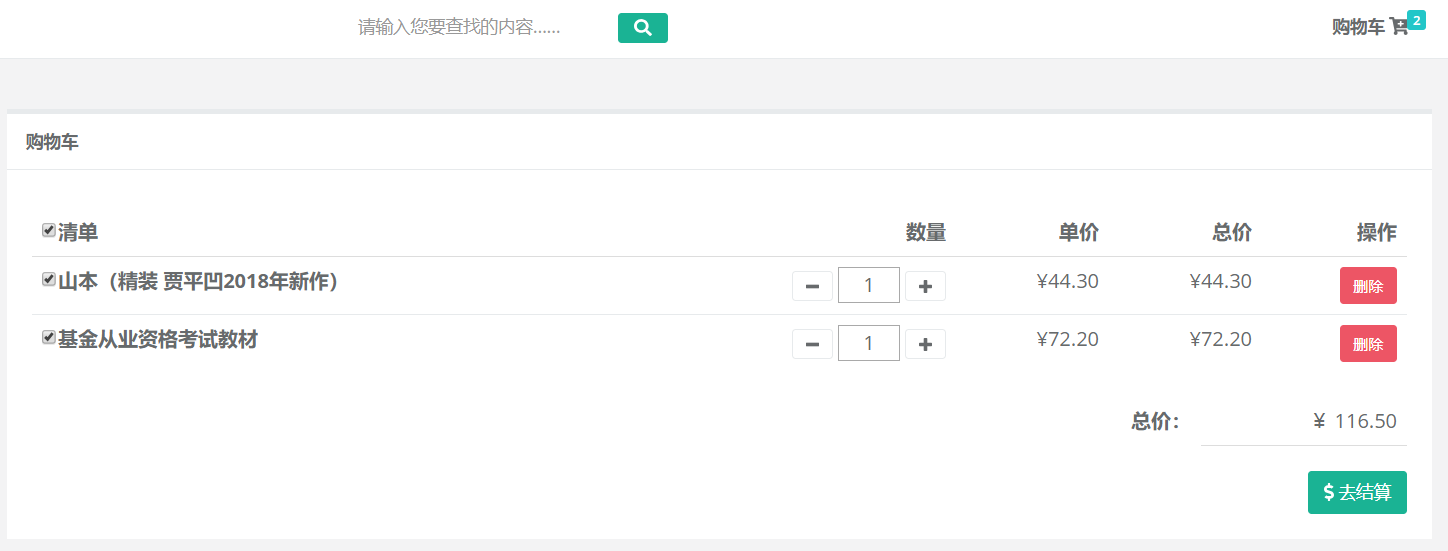 请输入您要查找的内容......
购物车 2
购物车
清单 数量 单价 总价 操作
山本（精装 贾平凹2018年新作） 1 ¥44.30 ¥44.30 删除
基金从业资格考试教材 1 ¥72.20 ¥72.20 删除
总价： ¥ 116.50
$ 去结算